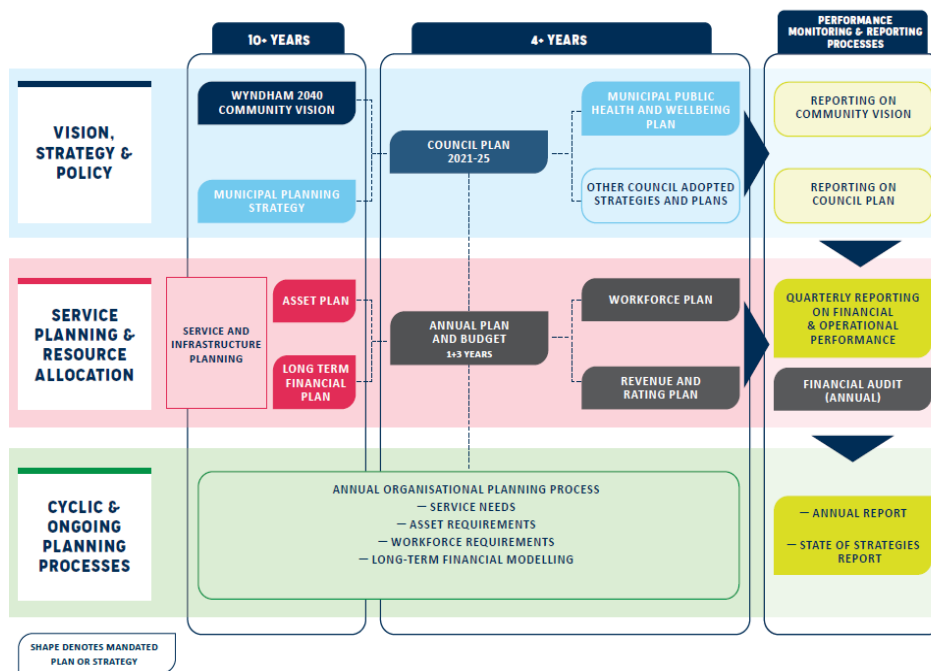 10+ YEARS
4+ YEARS
PERFORMANCE
MONITORING & REPORTING
PROCESSES
VISION,
STRATEGY &
POLICY
WYNDHAM 2040
COMMUNITY VISION
MUNICIPAL PLANNING
STRATEGY
COUNCIL PLAN
2021-25
MUNICIPAL PUBLIC
HEALTH AND WELLBEING
PLAN
OTHER COUNCIL ADOPTED
STRATEGIES AND PLANS
REPORTING ON
COMMUNITY VISION
REPORTING ON
COUNCIL PLAN
SERVICE
PLANNING &
RESOURCE
ALLOCATION
SERVICE AND
INFRASTRUCTURE
PLANNING
ASSET PLAN
LONG TERM
FINANCIAL
PLAN
ANNUAL PLAN
AND BUDGET
1+3 YEARS
WORKFORCE PLAN
REVENUE AND
RATING PLAN
QUARTERLY REPORTING
ON FINANCIAL
& OPERATIONAL
PERFORMANCE
FINANCIAL AUDIT
(ANNUAL)
CYCLIC &
ONGOING
PLANNING
PROCESSES
ANNUAL ORGANISATIONAL PLANNING PROCESS
— SERVICE NEEDS
— ASSET REQUIREMENTS
— WORKFORCE REQUIREMENTS
— LONG-TERM FINANCIAL MODELLING
— ANNUAL REPORT
— STATE OF STRATEGIES
REPORT
SHAPE DENOTES MANDATED
PLAN OR STRATEGY